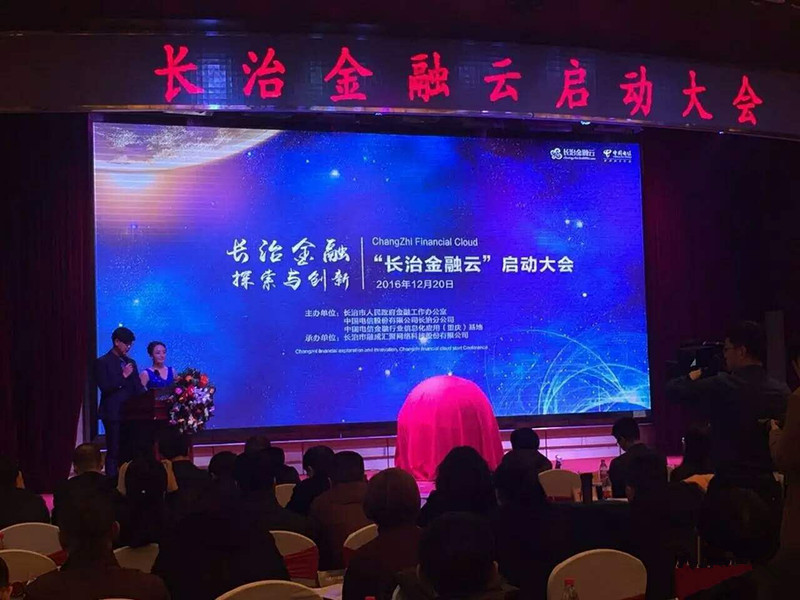 长治金融云启动大会
长治金融云
中国电信
长治金融
探索与创新
ChangZhi Financial Cloud
“长治金融云”启动大会
2016年12月20日
主办单位：长治市人民政府金融工作办公室
中国电信股份有限公司长治分公司
中国电信金融行业信息化应用（重庆）基地
承办单位：长治市融威汇聚网络科技股份有限公司
Changzhi financial exploration and innovation, Changzhi financial cloud start Conference